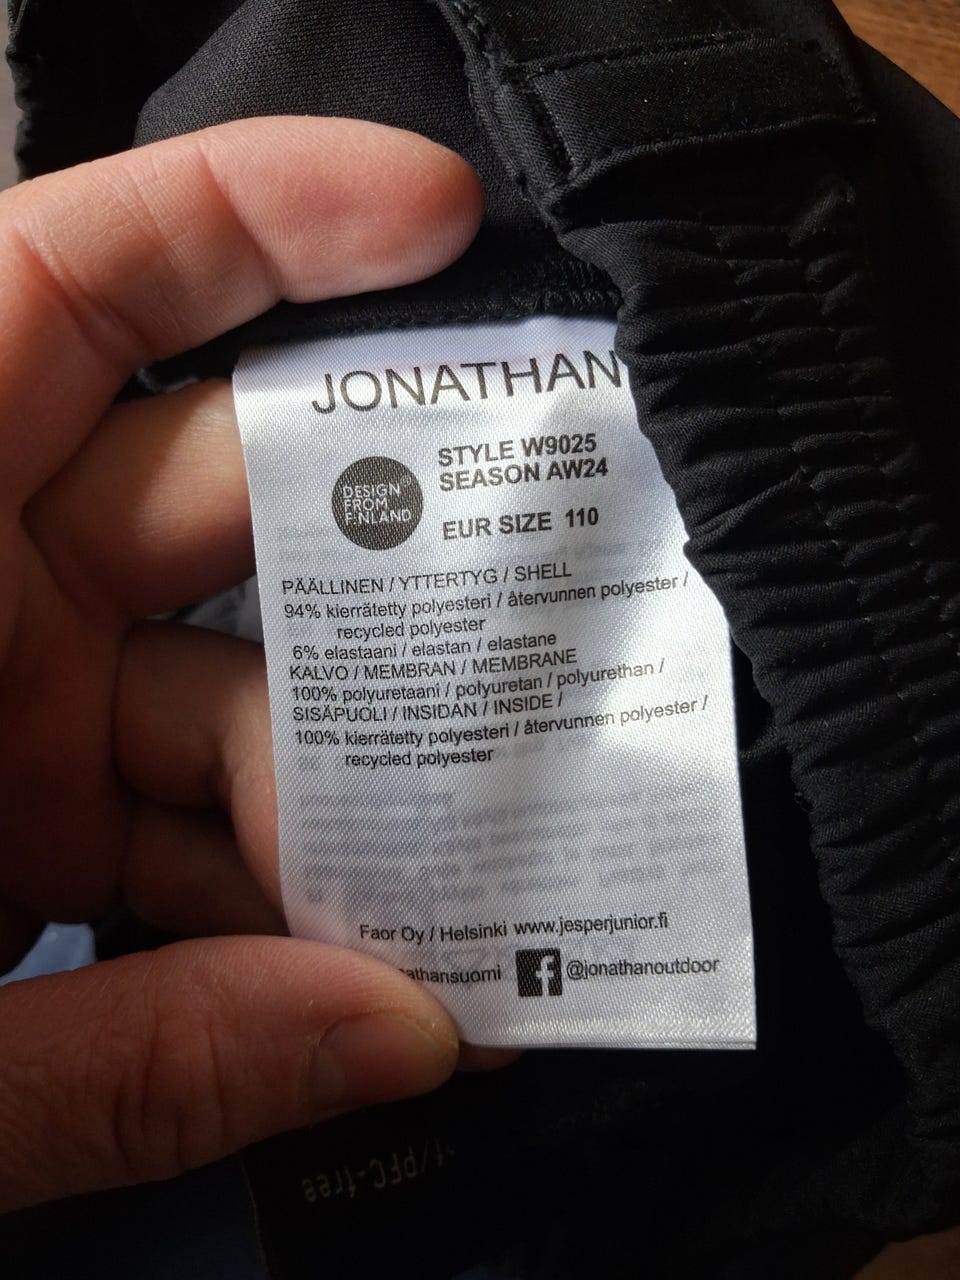 JONATHAN
DESIGN
FROM
FINLAND
STYLE W9025
SEASON AW24
EUR SIZE 110
PÄÄLLINEN / YTTERTYG / SHELL
94% kierrätetty polyesteri / återvunnen polyester /
recycled polyester
6% elastaani / elastan / elastane
KALVO / MEMBRAN / MEMBRANE
100% polyuretaani / polyuretan / polyurethan /
SISÄPUOLI / INSIDAN / INSIDE /
100% kierrätetty polyesteri / återvunnen polyester /
recycled polyester
Faor Oy / Helsinki www.jesperjunior.fi
athansuomi f @jonathanoutdoor
/PFC-free